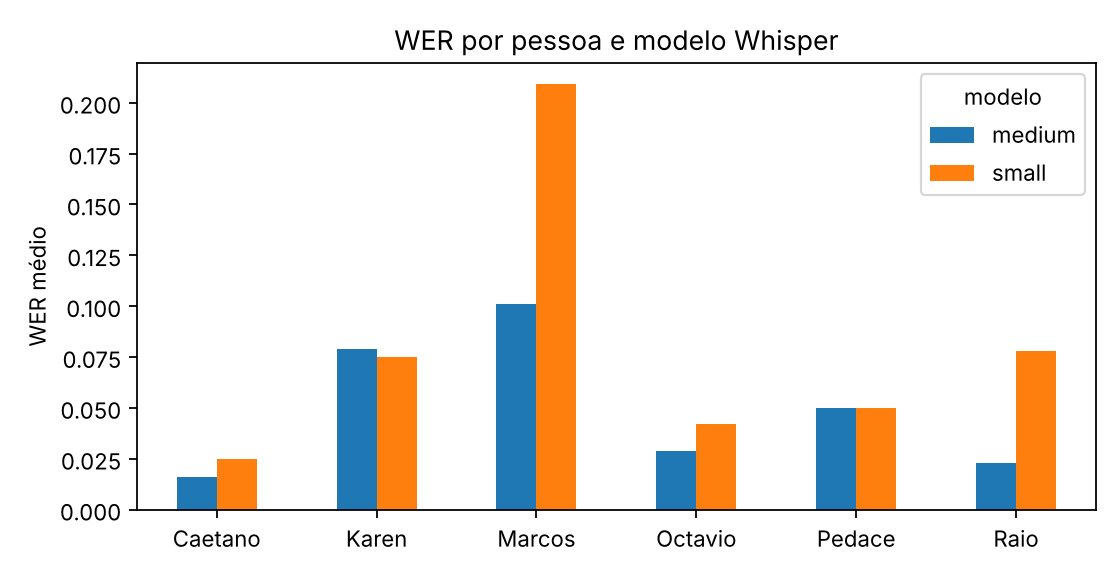 WER por pessoa e modelo Whisper
modelo
medium
small
WER médio
0.200
0.175
0.150
0.125
0.100
0.075
0.050
0.025
0.000
Caetano Karen Marcos Octavio Pedace Raio